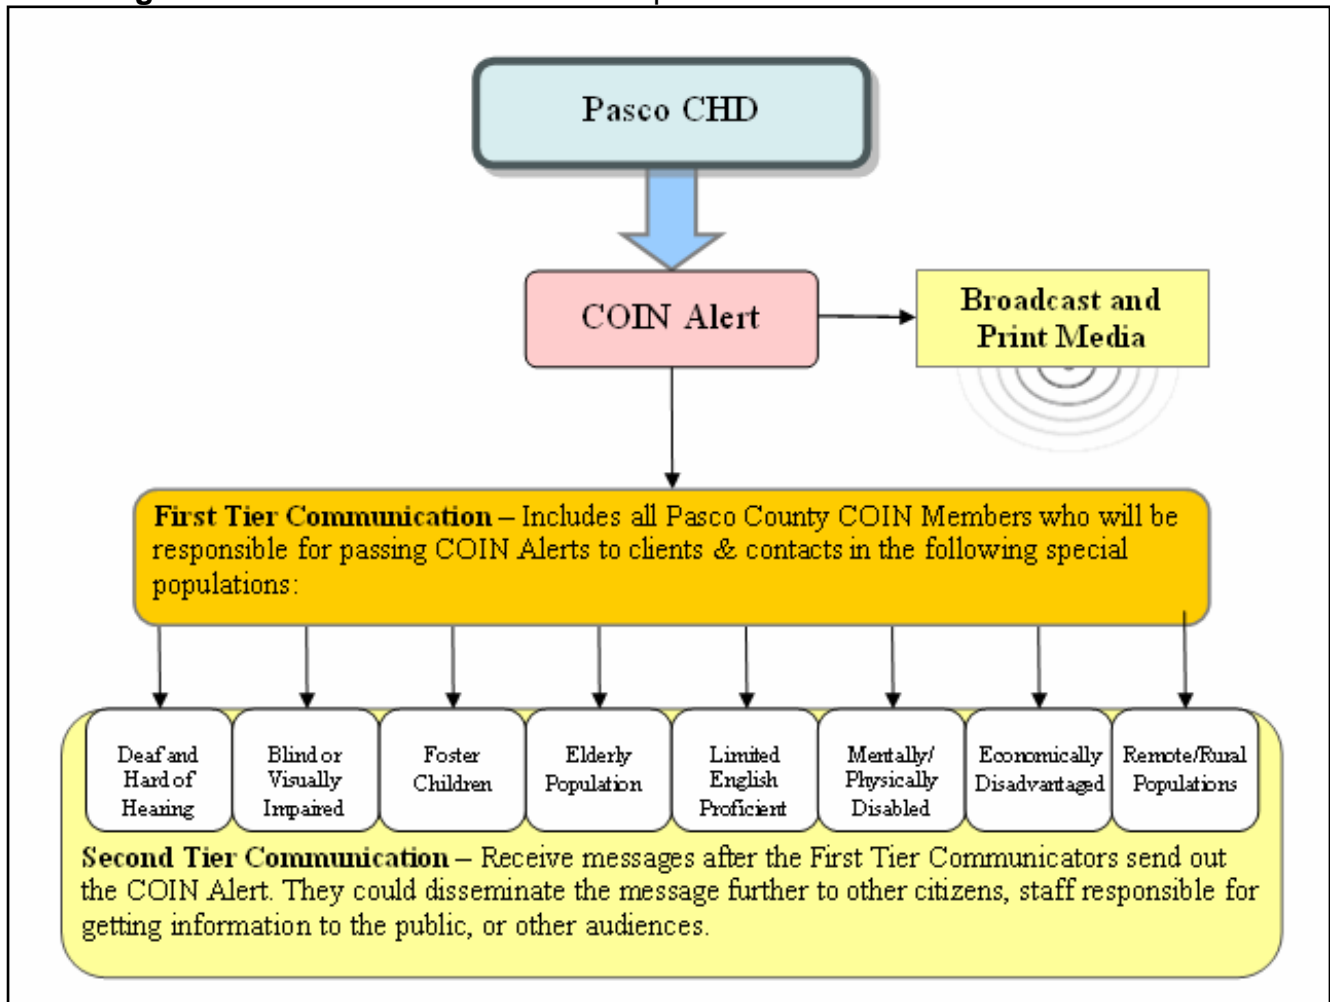 Pasco CHD
COIN Alert
Broadcast and
Print Media
First Tier Communication – Includes all Pasco County COIN Members who will be
responsible for passing COIN Alerts to clients & contacts in the following special
populations:
Deaf and
Hard of
Hearing
Blind or
Visually
Impaired
Foster
Children
Elderly
Population
Limited
English
Proficient
Mentally/
Physically
Disabled
Economically
Disadvantaged
Remote/Rural
Populations
Second Tier Communication – Receive messages after the First Tier Communicators send out
the COIN Alert. They could disseminate the message further to other citizens, staff responsible for
getting information to the public, or other audiences.